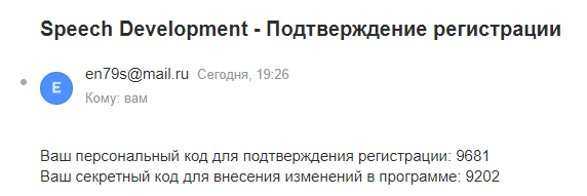 Speech Development - Подтверждение регистрации
E
en79s@mail.ru Сегодня, 19:26
Кому: вам
Ваш персональный код для подтверждения регистрации: 9681
Ваш секретный код для внесения изменений в программе: 9202